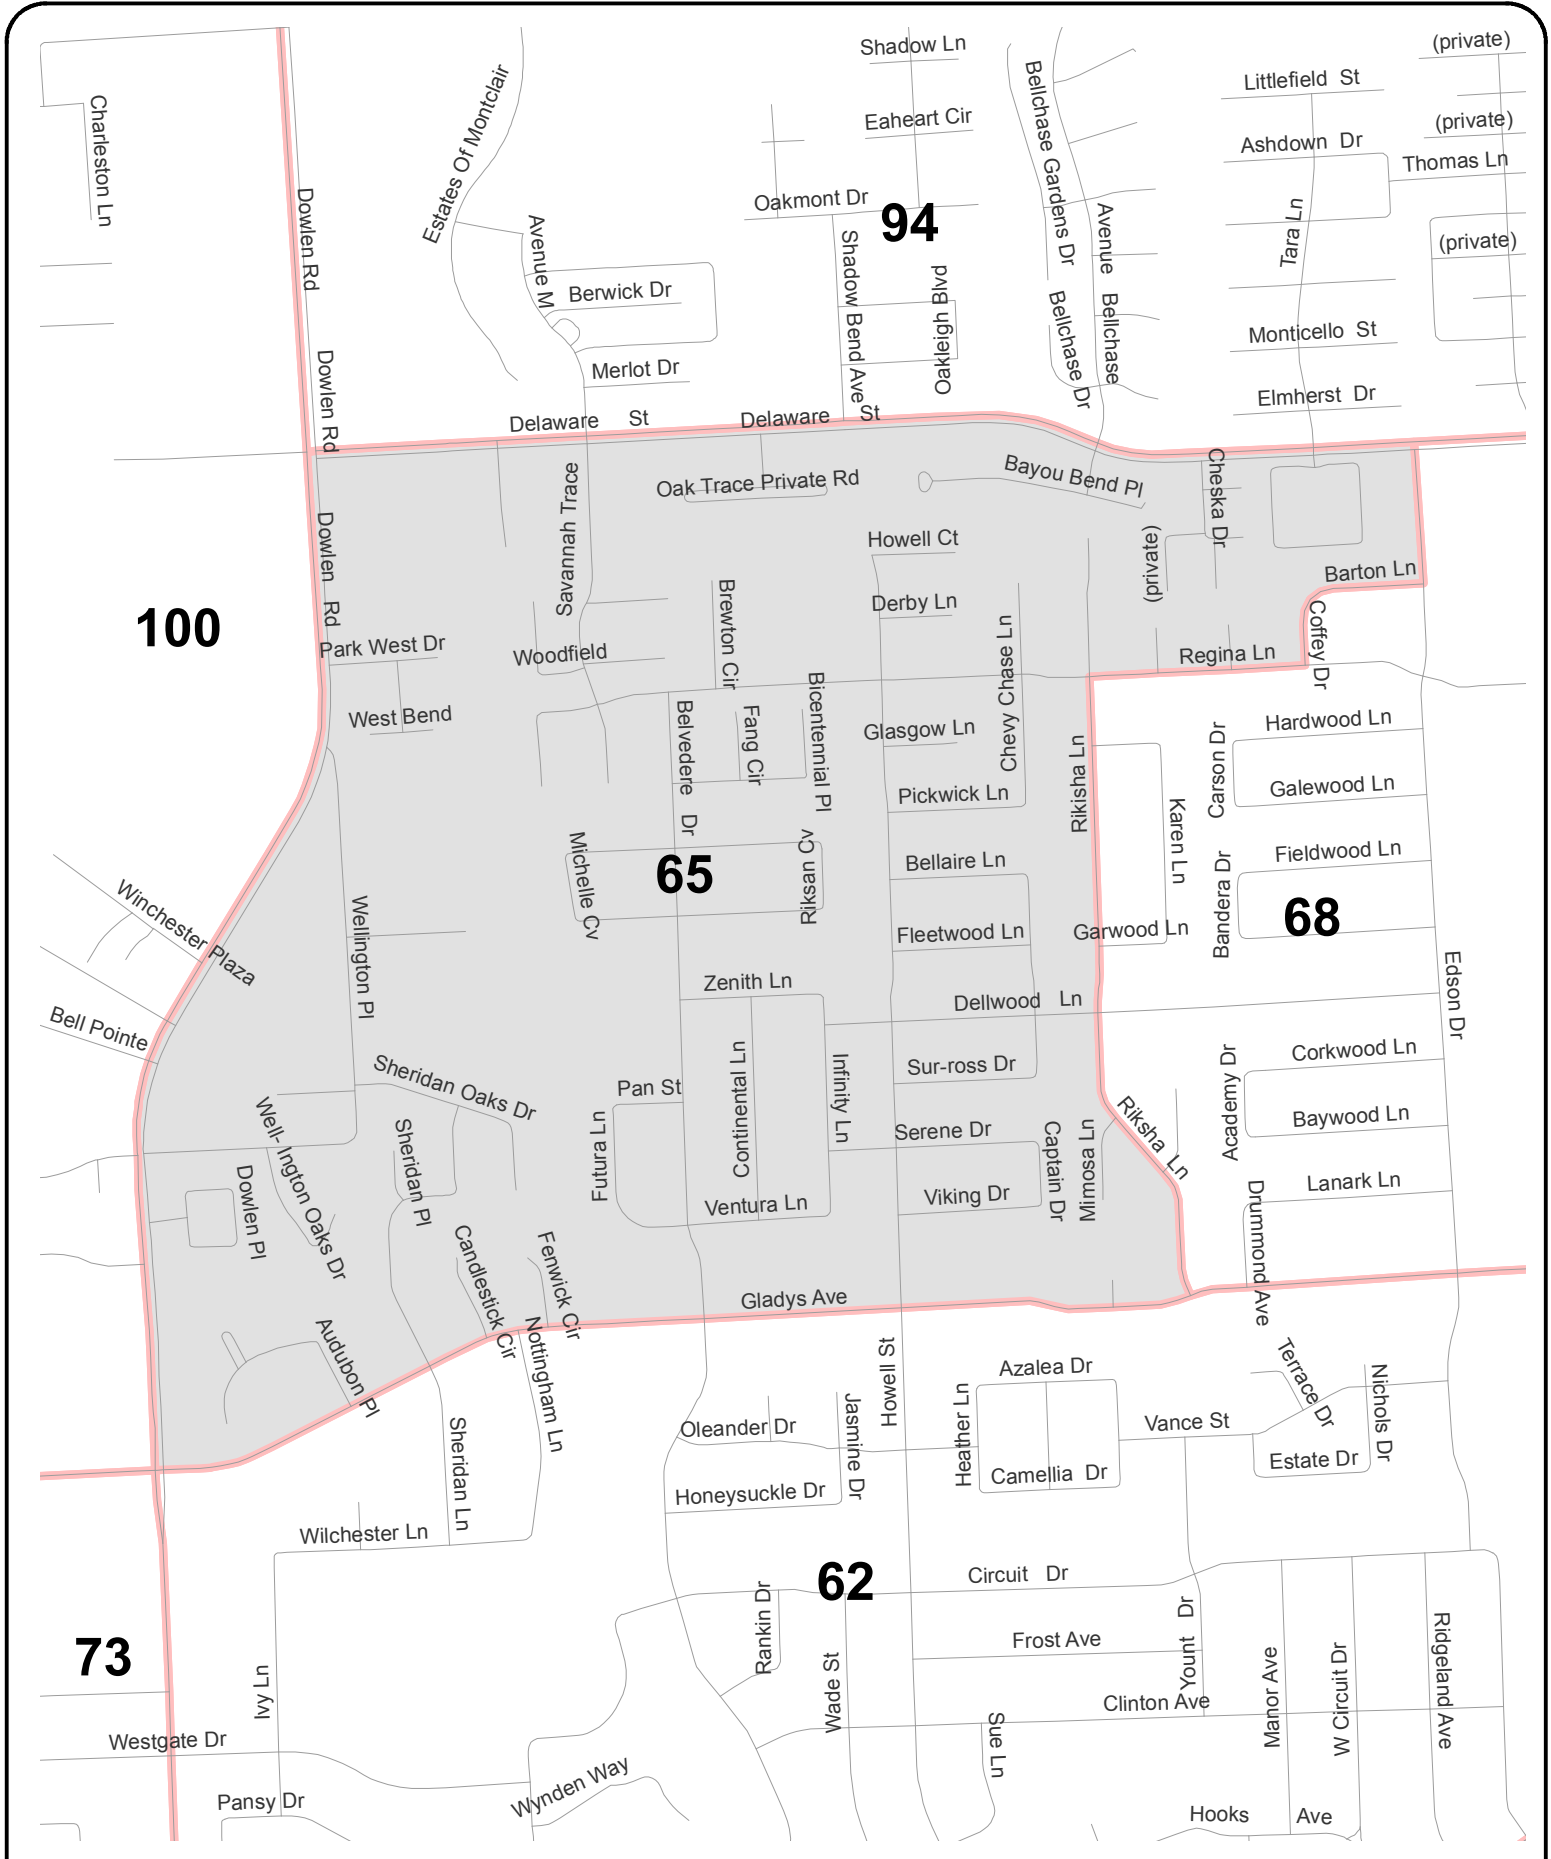 Shadow Ln
(private)
Littlefield St
Charleston Ln
Estates Of Montclair
Bellchase Gardens Dr
Eaheart Cir
(private)
Ashdown Dr
Thomas Ln
Dowlen Rd
Oakmont Dr
94
Avenue M
Shadow Bend Ave
Oakleigh Blvd
Avenue Bellchase
Tara Ln
(private)
Berwick Dr
Bellchase Dr
Monticello St
Dowlen Rd
Merlot Dr
Elmherst Dr
Delaware St
Delaware St
Savannah Trace
Oak Trace Private Rd
Bayou Bend Pl
Cheska Dr
Dowlen Rd
Howell Ct
(private)
Barton Ln
100
Brewton Cir
Derby Ln
Chevy Chase Ln
Coffey Dr
Park West Dr
Woodfield
Regina Ln
West Bend
Belvedere Dr
Fang Cir
Bicentennial Pl
Glasgow Ln
Rikisha Ln
Carson Dr
Hardwood Ln
Pickwick Ln
Karen Ln
Galewood Ln
Michelle Cv
65
Riksan Cv
Bellaire Ln
Bandera Dr
Fieldwood Ln
Winchester Plaza
Wellington Pl
Fleetwood Ln
Garwood Ln
68
Edson Dr
Bell Pointe
Zenith Ln
Dellwood Ln
Sheridan Oaks Dr
Pan St
Continental Ln
Infinity Ln
Sur-ross Dr
Academy Dr
Corkwood Ln
Well- Ington Oaks Dr
Sheridan Pl
Futura Ln
Serene Dr
Captain Dr
Mimosa Ln
Riksha Ln
Baywood Ln
Dowlen Pl
Candlestick Cir
Fenwick Cir
Ventura Ln
Viking Dr
Drummond Ave
Lanark Ln
Audubon Pl
Nottingham Ln
Gladys Ave
Howell St
Azalea Dr
Terrace Dr
Nichols Dr
Sheridan Ln
Oleander Dr
Jasmine Dr
Heather Ln
Vance St
Camellia Dr
Estate Dr
Honeysuckle Dr
Wilchester Ln
62
Circuit Dr
Rankin Dr
Frost Ave
Yount Dr
73
Ivy Ln
Wade St
Sue Ln
Clinton Ave
Manor Ave
W Circuit Dr
Ridgeland Ave
Westgate Dr
Wynden Way
Pansy Dr
Hooks Ave